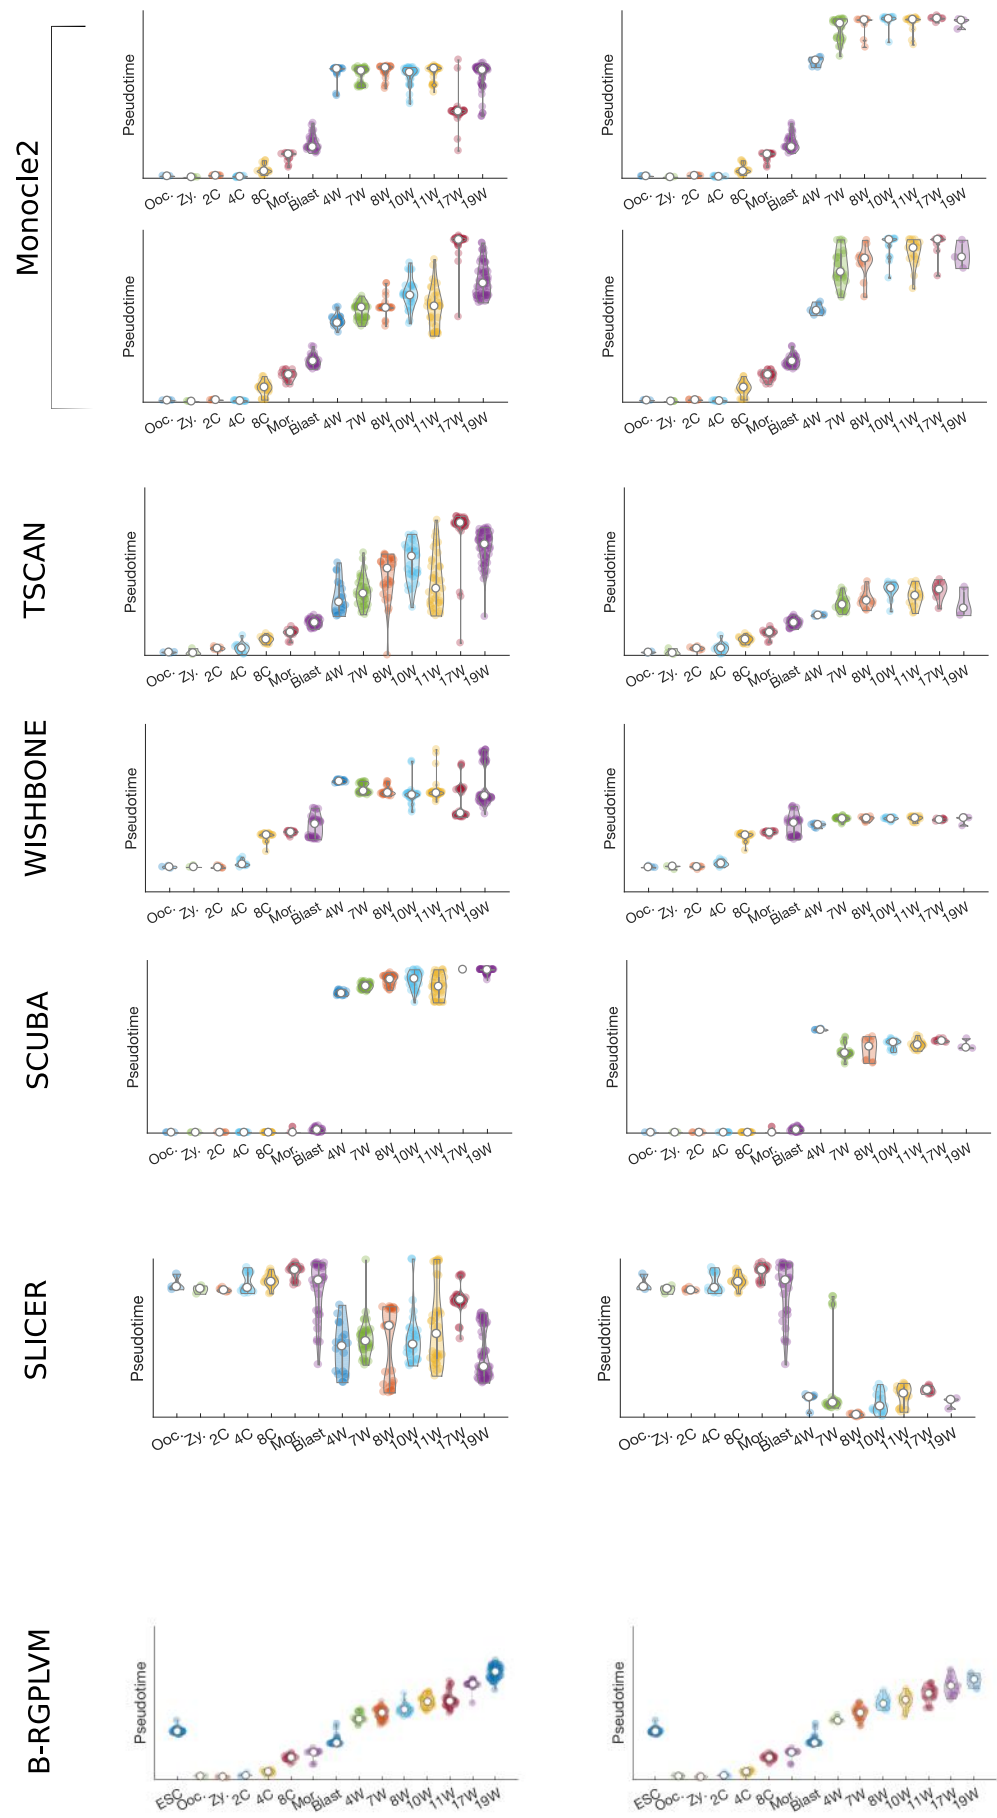 Monocle2
Pseudotime
Ooc. Zy. 2C 4C 8C Mor. Blast 4W 7W 8W 10W 11W 17W 19W
Pseudotime
Ooc. Zy. 2C 4C 8C Mor. Blast 4W 7W 8W 10W 11W 17W 19W
Pseudotime
Ooc. Zy. 2C 4C 8C Mor. Blast 4W 7W 8W 10W 11W 17W 19W
Pseudotime
Ooc. Zy. 2C 4C 8C Mor. Blast 4W 7W 8W 10W 11W 17W 19W
TSCAN
Pseudotime
Ooc. Zy. 2C 4C 8C Mor. Blast 4W 7W 8W 10W 11W 17W 19W
Pseudotime
Ooc. Zy. 2C 4C 8C Mor. Blast 4W 7W 8W 10W 11W 17W 19W
WISHBONE
Pseudotime
Ooc. Zy. 2C 4C 8C Mor. Blast 4W 7W 8W 10W 11W 17W 19W
Pseudotime
Ooc. Zy. 2C 4C 8C Mor. Blast 4W 7W 8W 10W 11W 17W 19W
SCUBA
Pseudotime
Ooc. Zy. 2C 4C 8C Mor. Blast 4W 7W 8W 10W 11W 17W 19W
Pseudotime
Ooc. Zy. 2C 4C 8C Mor. Blast 4W 7W 8W 10W 11W 17W 19W
SLICER
Pseudotime
Ooc. Zy. 2C 4C 8C Mor. Blast 4W 7W 8W 10W 11W 17W 19W
Pseudotime
Ooc. Zy. 2C 4C 8C Mor. Blast 4W 7W 8W 10W 11W 17W 19W
B-RGPLVM
Pseudotime
ESC Ooc. Zy. 2C 4C 8C Mor. Blast 4W 7W 8W 10W 11W 17W 19W
Pseudotime
ESC Ooc. Zy. 2C 4C 8C Mor. Blast 4W 7W 8W 10W 11W 17W 19W